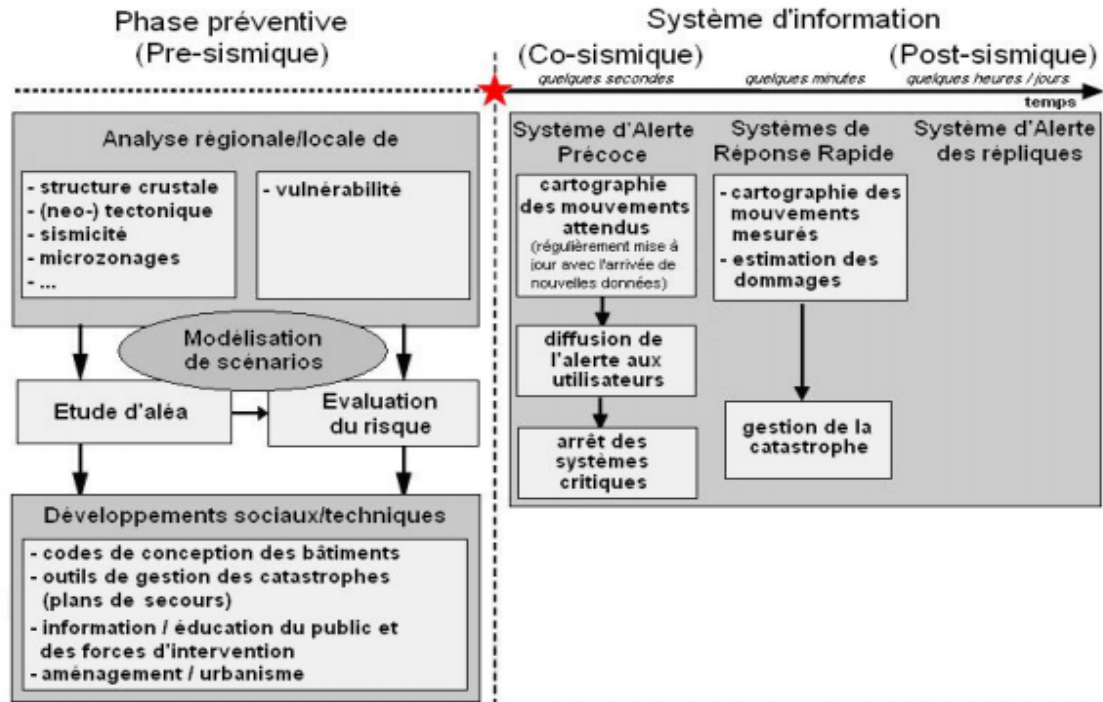 Phase préventive
(Pre-sismique)
Système d'information
(Co-sismique)
(Post-sismique)
quelques secondes
quelques minutes
quelques heures / jours
temps
Analyse régionale/locale de
- structure crustale
- (neo-) tectonique
- sismicité
- microzonages
- ...
- vulnérabilité
Modélisation
de scénarios
Etude d'aléa
Evaluation
du risque
Développements sociaux/techniques
- codes de conception des bâtiments
- outils de gestion des catastrophes
(plans de secours)
- information / éducation du public et
des forces d'intervention
- aménagement / urbanisme
Système d'Alerte
Précoce
cartographie
des mouvements
attendus
(régulièrement mise à
jour avec l'arrivée de
nouvelles données)
diffusion de
l'alerte aux
utilisateurs
arrêt des
systèmes
critiques
Systèmes de
Réponse Rapide
- cartographie des
mouvements
mesurés
- estimation des
dommages
gestion de la
catastrophe
Système d'Alerte
des répliques